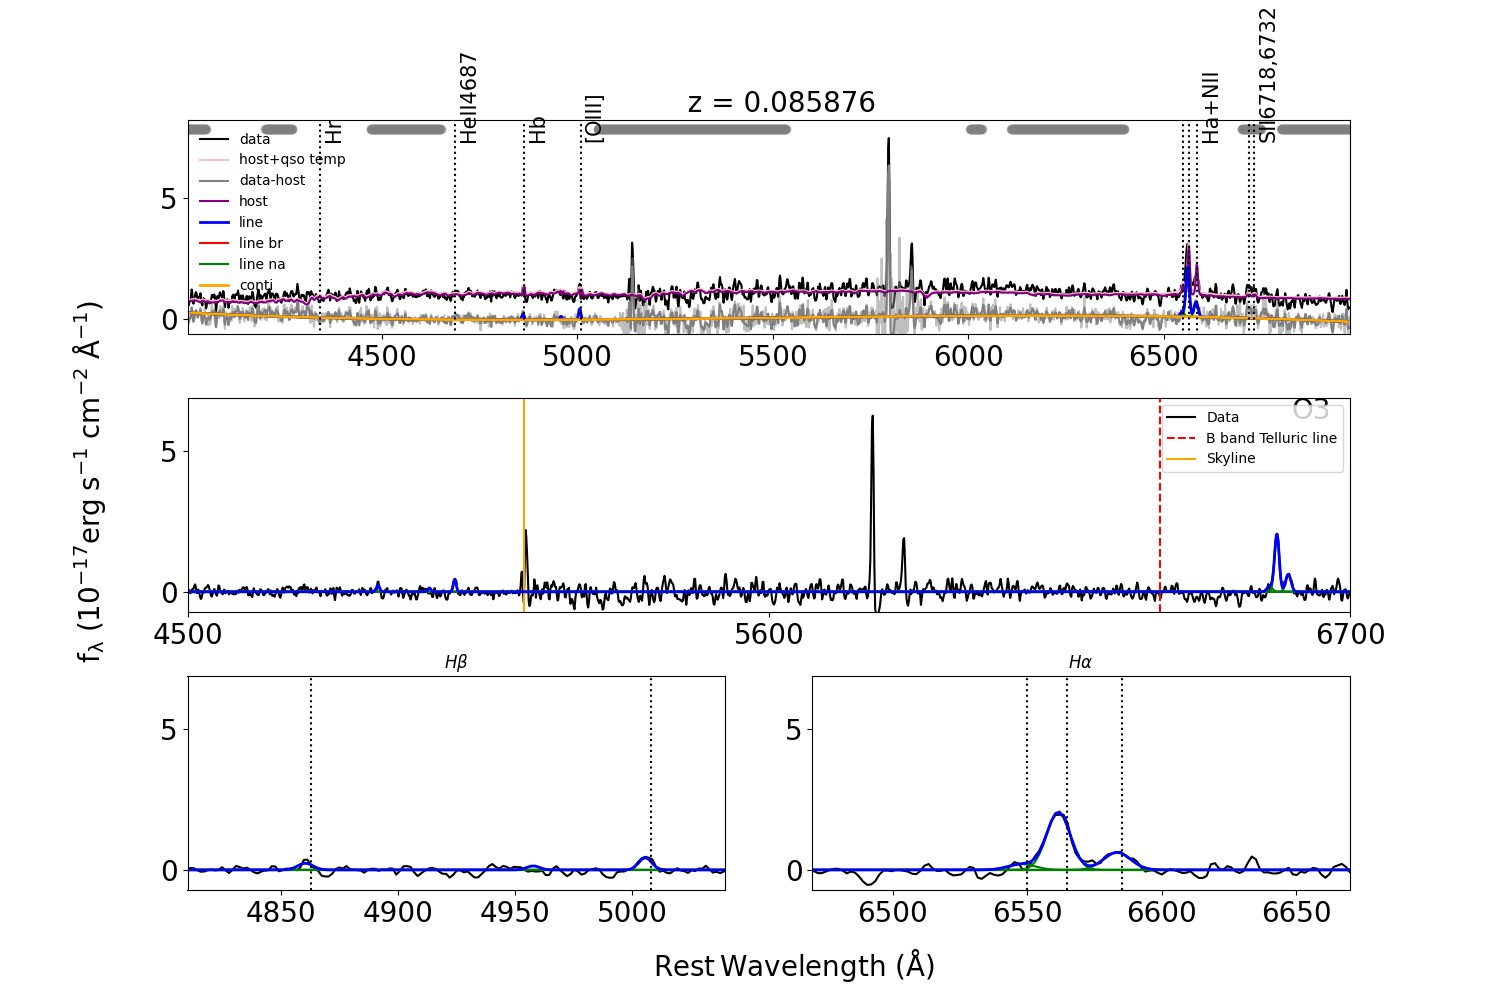 z = 0.085876
Hr
HeII4687
Hb
[OIII]
Ha+NII
SII6718,6732
data
host+qso temp
data-host
host
line
line br
line na
conti
5
0
4500
5000
5500
6000
6500
O3
Data
B band Telluric line
Skyline
5
0
4500
5600
6700
fλ (10⁻¹⁷erg s⁻¹ cm⁻² Å⁻¹)
Hβ
5
0
4850
4900
4950
5000
Hα
5
0
6500
6550
6600
6650
Rest Wavelength (Å)